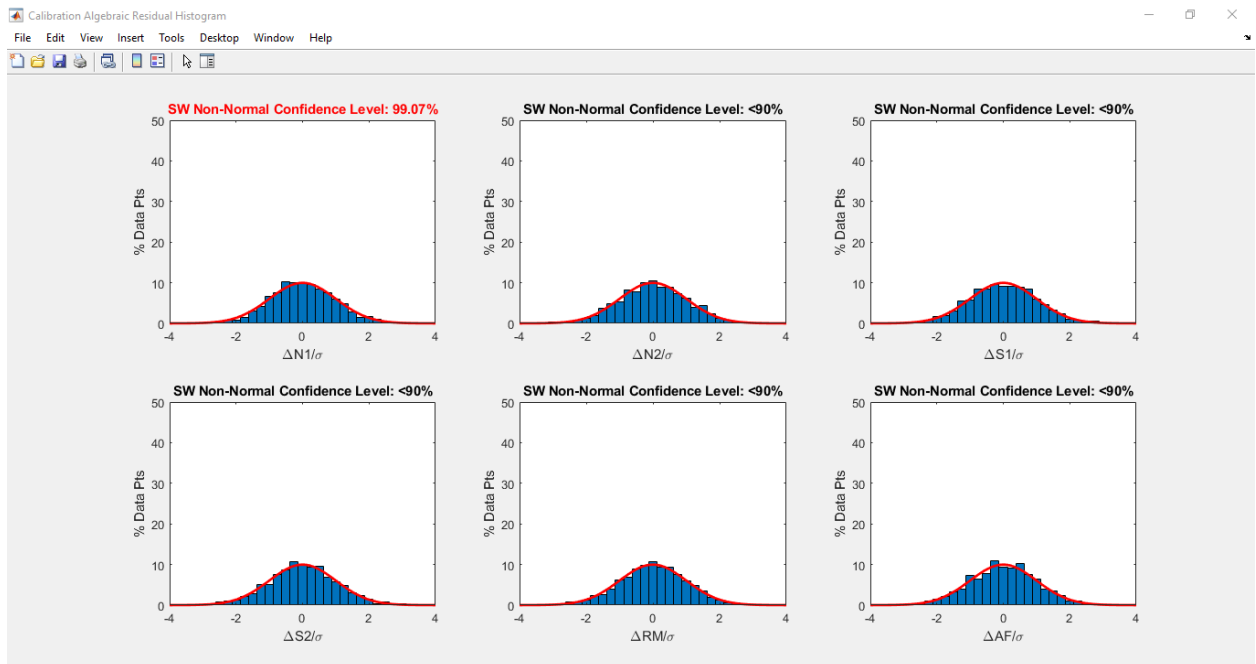 Calibration Algebraic Residual Histogram
File Edit View Insert Tools Desktop Window Help
SW Non-Normal Confidence Level: 99.07%
50
40
30
20
10
0
% Data Pts
-4 -2 0 2 4
ΔN1/σ
SW Non-Normal Confidence Level: <90%
50
40
30
20
10
0
% Data Pts
-4 -2 0 2 4
ΔN2/σ
SW Non-Normal Confidence Level: <90%
50
40
30
20
10
0
% Data Pts
-4 -2 0 2 4
ΔS1/σ
SW Non-Normal Confidence Level: <90%
50
40
30
20
10
0
% Data Pts
-4 -2 0 2 4
ΔS2/σ
SW Non-Normal Confidence Level: <90%
50
40
30
20
10
0
% Data Pts
-4 -2 0 2 4
ΔRM/σ
SW Non-Normal Confidence Level: <90%
50
40
30
20
10
0
% Data Pts
-4 -2 0 2 4
ΔAF/σ